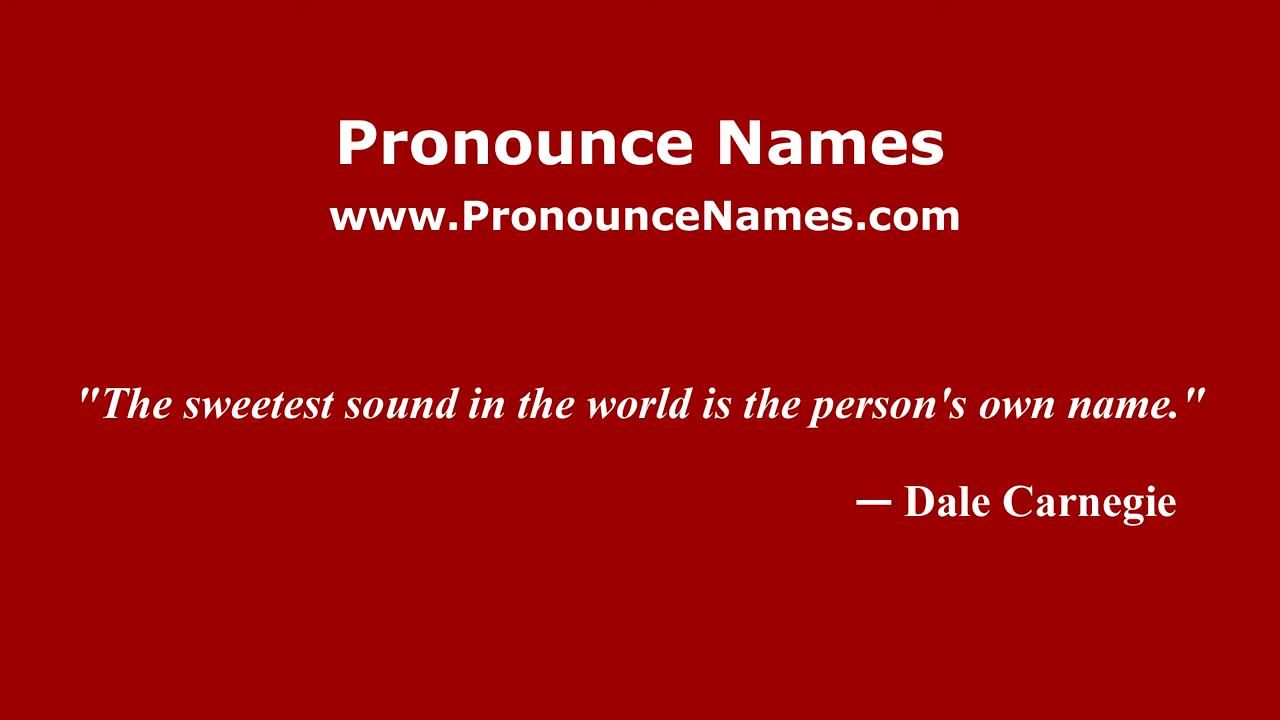 Pronounce Names
www.PronounceNames.com
"The sweetest sound in the world is the person's own name."
— Dale Carnegie